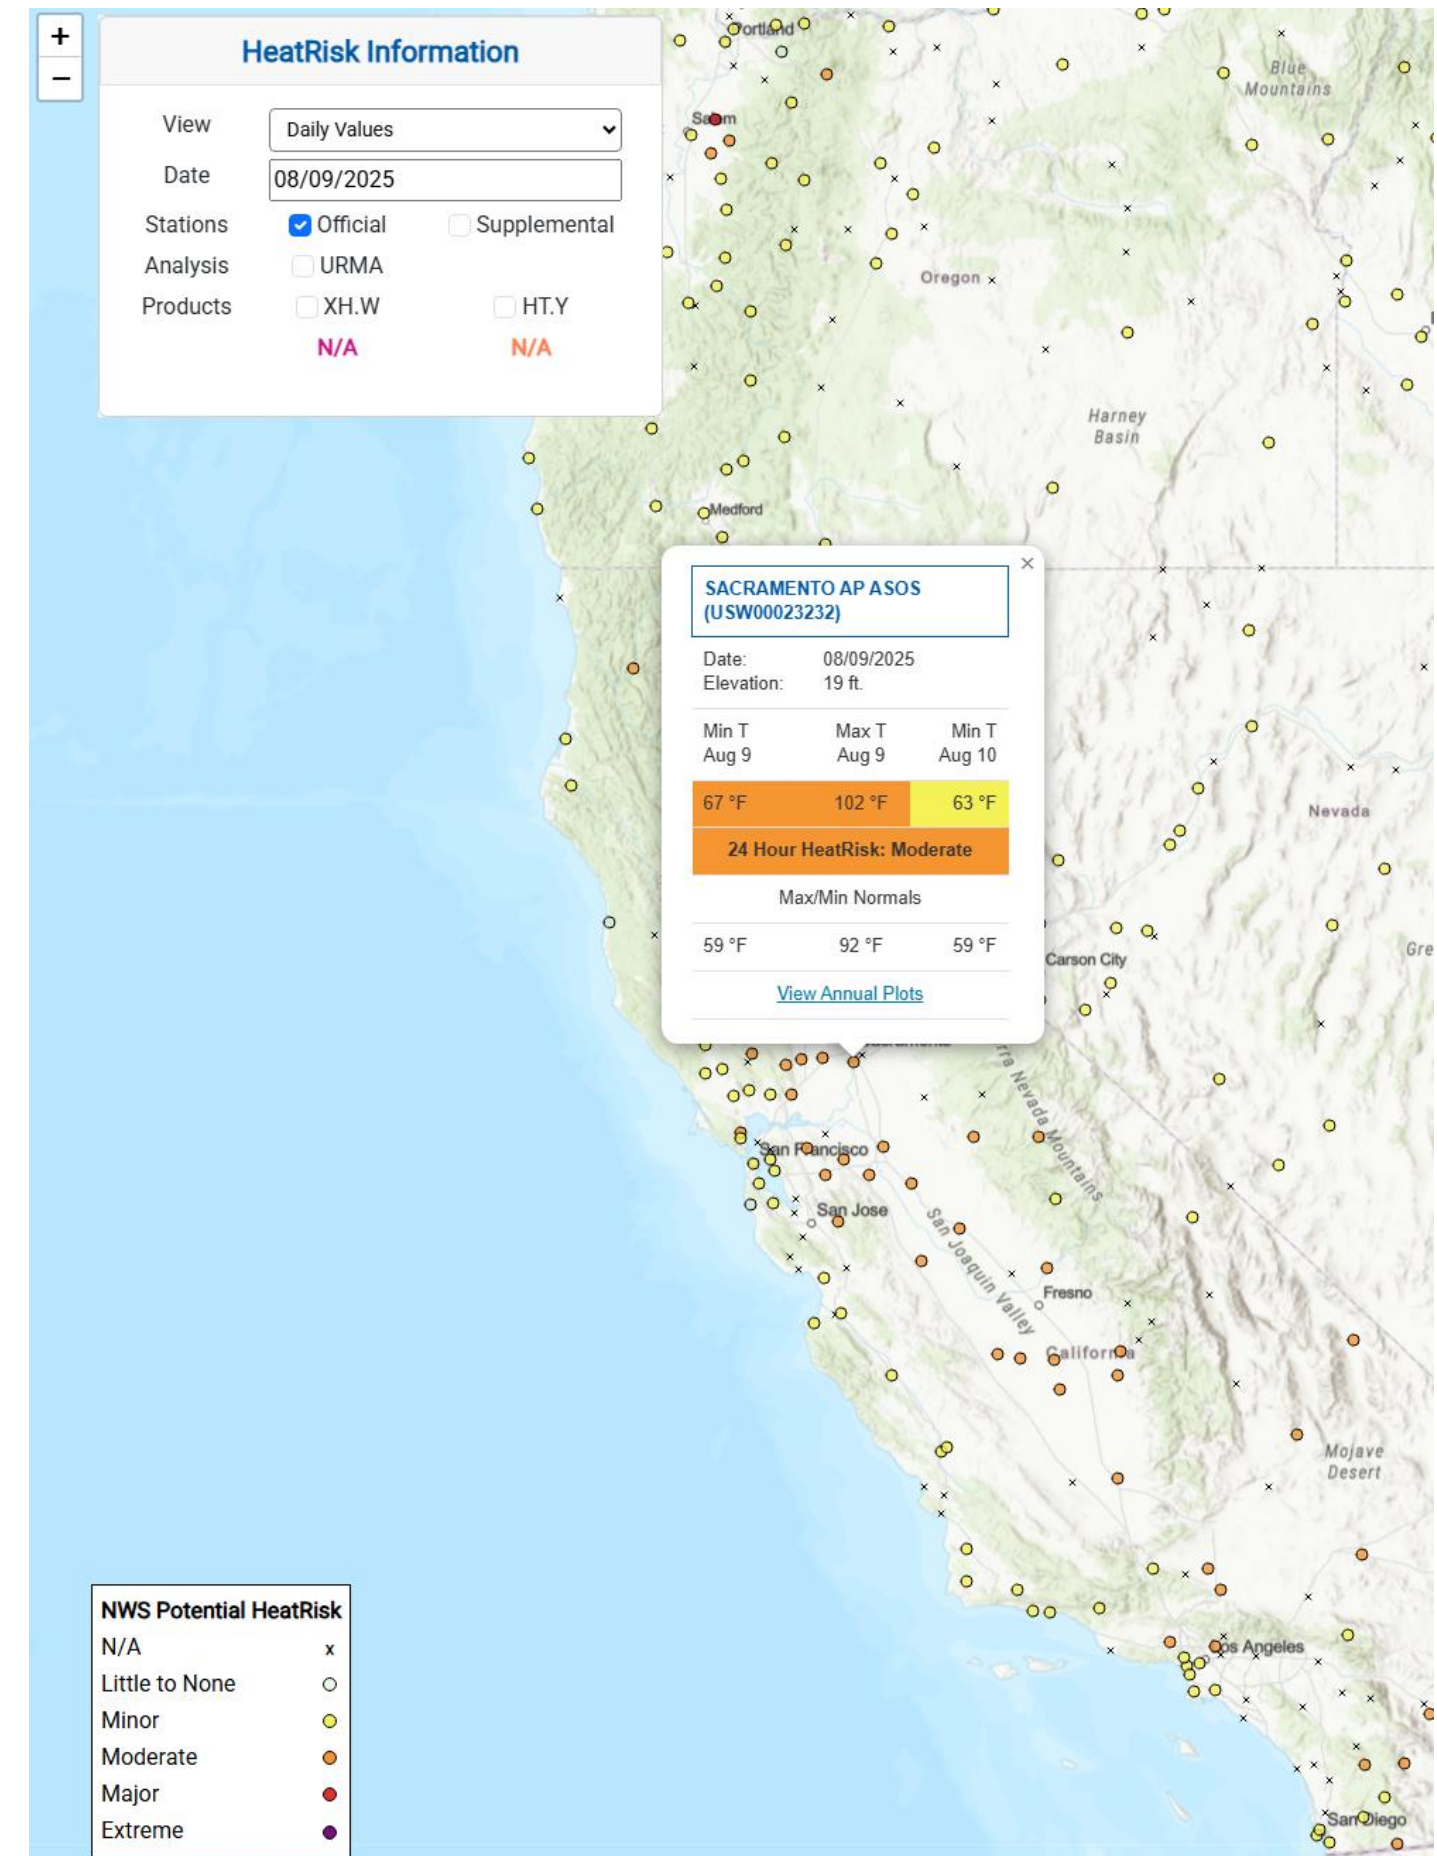 +
−
HeatRisk Information
View Daily Values
Date 08/09/2025
Stations Official Supplemental
Analysis URMA
Products XH.W HT.Y
N/A N/A
Portland
Salem
Blue
Mountains
Oregon
Harney
Basin
Medford
×
SACRAMENTO AP ASOS
(USW00023232)
Date: 08/09/2025
Elevation: 19 ft.
Min T Max T Min T
Aug 9 Aug 9 Aug 10
67 °F 102 °F 63 °F
24 Hour HeatRisk: Moderate
Max/Min Normals
59 °F 92 °F 59 °F
View Annual Plots
Nevada
Gre
Carson City
Nevada Mountains
San Francisco
San Jose
San Joaquin Valley
Fresno
California
Mojave
Desert
Los Angeles
San Diego
NWS Potential HeatRisk
N/A x
Little to None
Minor
Moderate
Major
Extreme